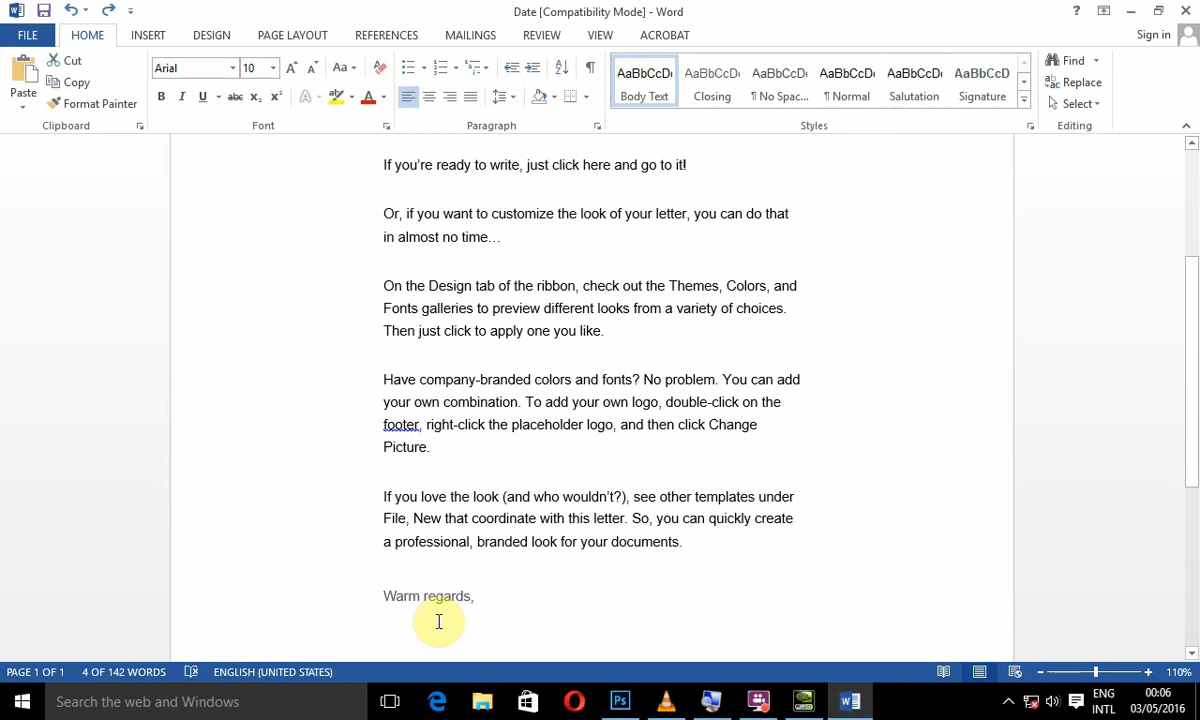 Date [Compatibility Mode] - Word
?
FILE HOME INSERT DESIGN PAGE LAYOUT REFERENCES MAILINGS REVIEW VIEW ACROBAT
Sign in
Paste
Cut
Copy
Format Painter
Clipboard
Arial 10 Aa
B I U abc x₂ x² A A
Font
Paragraph
AaBbCcDı AaBbCcDı AaBbCcDı AaBbCcDı AaBbCcDı AaBbCcD
Body Text Closing ¶ No Spac... ¶ Normal Salutation Signature
Styles
Find
Replace
Select
Editing
If you're ready to write, just click here and go to it!
Or, if you want to customize the look of your letter, you can do that
in almost no time…
On the Design tab of the ribbon, check out the Themes, Colors, and
Fonts galleries to preview different looks from a variety of choices.
Then just click to apply one you like.
Have company-branded colors and fonts? No problem. You can add
your own combination. To add your own logo, double-click on the
footer, right-click the placeholder logo, and then click Change
Picture.
If you love the look (and who wouldn't?), see other templates under
File, New that coordinate with this letter. So, you can quickly create
a professional, branded look for your documents.
Warm regards,
PAGE 1 OF 1 4 OF 142 WORDS ENGLISH (UNITED STATES)
110%
Search the web and Windows
ENG
INTL
00:06
03/05/2016